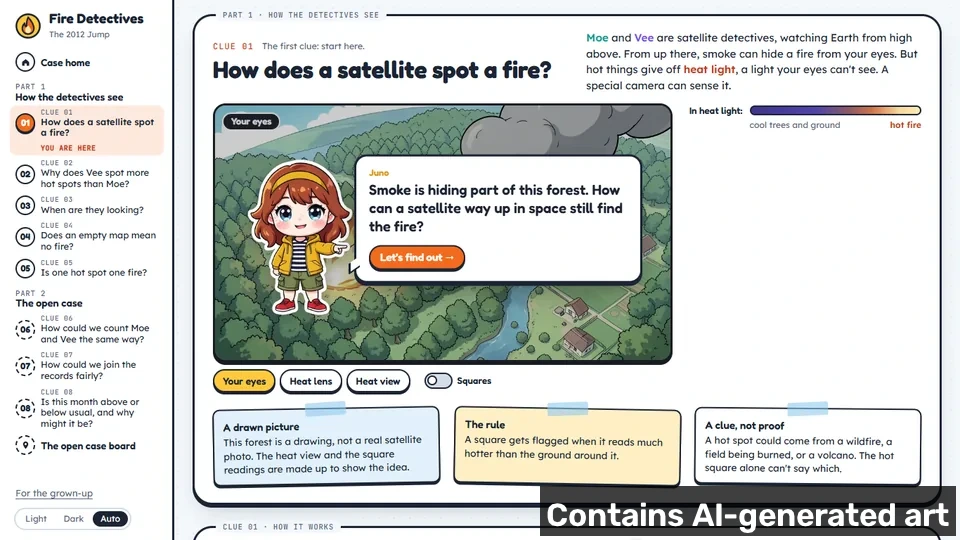 Fire Detectives
The 2012 Jump
Case home
PART 1
How the detectives see
CLUE 01
01
How does a satellite spot
a fire?
YOU ARE HERE
CLUE 02
02
Why does Vee spot more
hot spots than Moe?
CLUE 03
03
When are they looking?
CLUE 04
04
Does an empty map mean
no fire?
CLUE 05
05
Is one hot spot one fire?
PART 2
The open case
CLUE 06
06
How could we count Moe
and Vee the same way?
CLUE 07
07
How could we join the
records fairly?
CLUE 08
08
Is this month above or
below usual, and why
might it be?
The open case board
For the grown-up
Light Dark Auto
PART 1 · HOW THE DETECTIVES SEE
CLUE 01 The first clue: start here.
How does a satellite spot a fire?
Moe and Vee are satellite detectives, watching Earth from high
above. From up there, smoke can hide a fire from your eyes. But
hot things give off heat light, a light your eyes can't see. A
special camera can sense it.
Your eyes
Juno
Smoke is hiding part of this forest. How
can a satellite way up in space still find
the fire?
Let's find out →
In heat light:
cool trees and ground hot fire
Your eyes Heat lens Heat view Squares
A drawn picture
This forest is a drawing, not a real satellite
photo. The heat view and the square
readings are made up to show the idea.
The rule
A square gets flagged when it reads much
hotter than the ground around it.
A clue, not proof
A hot spot could come from a wildfire, a
field being burned, or a volcano. The hot
square alone can't say which.
CLUE 01 · HOW IT WORKS
Contains AI-generated art